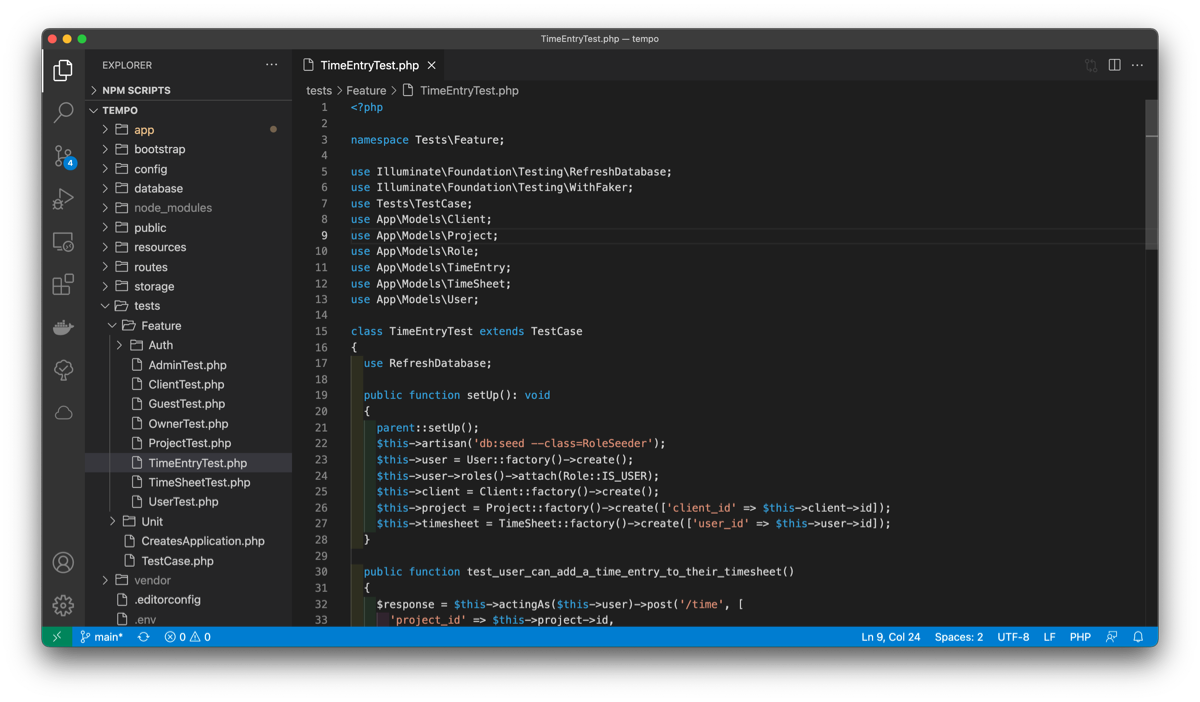 TimeEntryTest.php — tempo
EXPLORER
NPM SCRIPTS
TEMPO
app
bootstrap
config
database
node_modules
public
resources
routes
storage
tests
Feature
Auth
AdminTest.php
ClientTest.php
GuestTest.php
OwnerTest.php
ProjectTest.php
TimeEntryTest.php
TimeSheetTest.php
UserTest.php
Unit
CreatesApplication.php
TestCase.php
vendor
.editorconfig
.env
4
TimeEntryTest.php
tests > Feature > TimeEntryTest.php
1 <?php
2
3 namespace Tests\Feature;
4
5 use Illuminate\Foundation\Testing\RefreshDatabase;
6 use Illuminate\Foundation\Testing\WithFaker;
7 use Tests\TestCase;
8 use App\Models\Client;
9 use App\Models\Project;
10 use App\Models\Role;
11 use App\Models\TimeEntry;
12 use App\Models\TimeSheet;
13 use App\Models\User;
14
15 class TimeEntryTest extends TestCase
16 {
17 use RefreshDatabase;
18
19 public function setUp(): void
20 {
21 parent::setUp();
22 $this->artisan('db:seed --class=RoleSeeder');
23 $this->user = User::factory()->create();
24 $this->user->roles()->attach(Role::IS_USER);
25 $this->client = Client::factory()->create();
26 $this->project = Project::factory()->create(['client_id' => $this->client->id]);
27 $this->timesheet = TimeSheet::factory()->create(['user_id' => $this->user->id]);
28 }
29
30 public function test_user_can_add_a_time_entry_to_their_timesheet()
31 {
32 $response = $this->actingAs($this->user)->post('/time', [
33 'project_id' => $this->project->id,
main* 0 0 Ln 9, Col 24 Spaces: 2 UTF-8 LF PHP